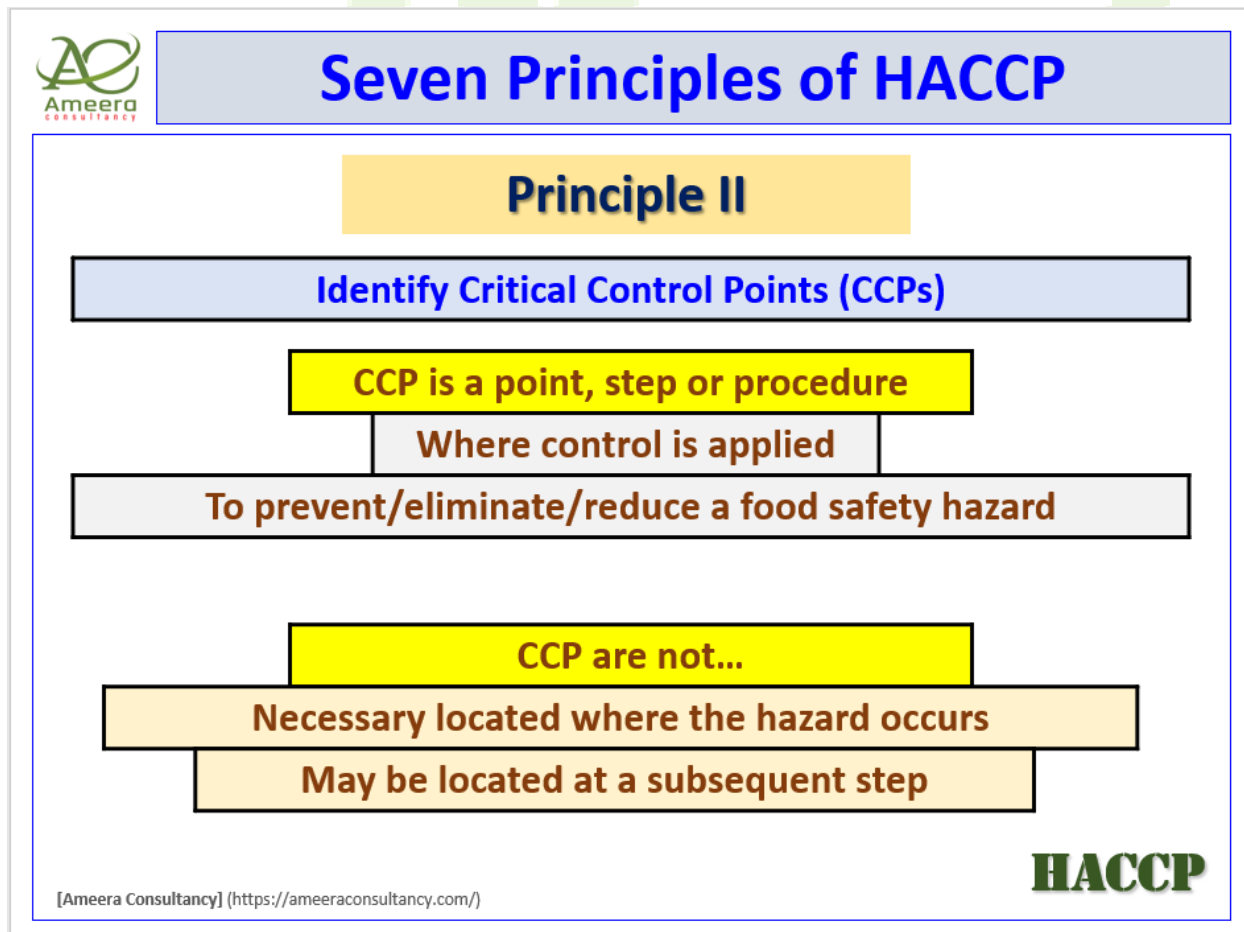 AC
Ameera
consultancy
Seven Principles of HACCP
Principle II
Identify Critical Control Points (CCPs)
CCP is a point, step or procedure
Where control is applied
To prevent/eliminate/reduce a food safety hazard
CCP are not...
Necessary located where the hazard occurs
May be located at a subsequent step
HACCP
[Ameera Consultancy] (https://ameeraconsultancy.com/)